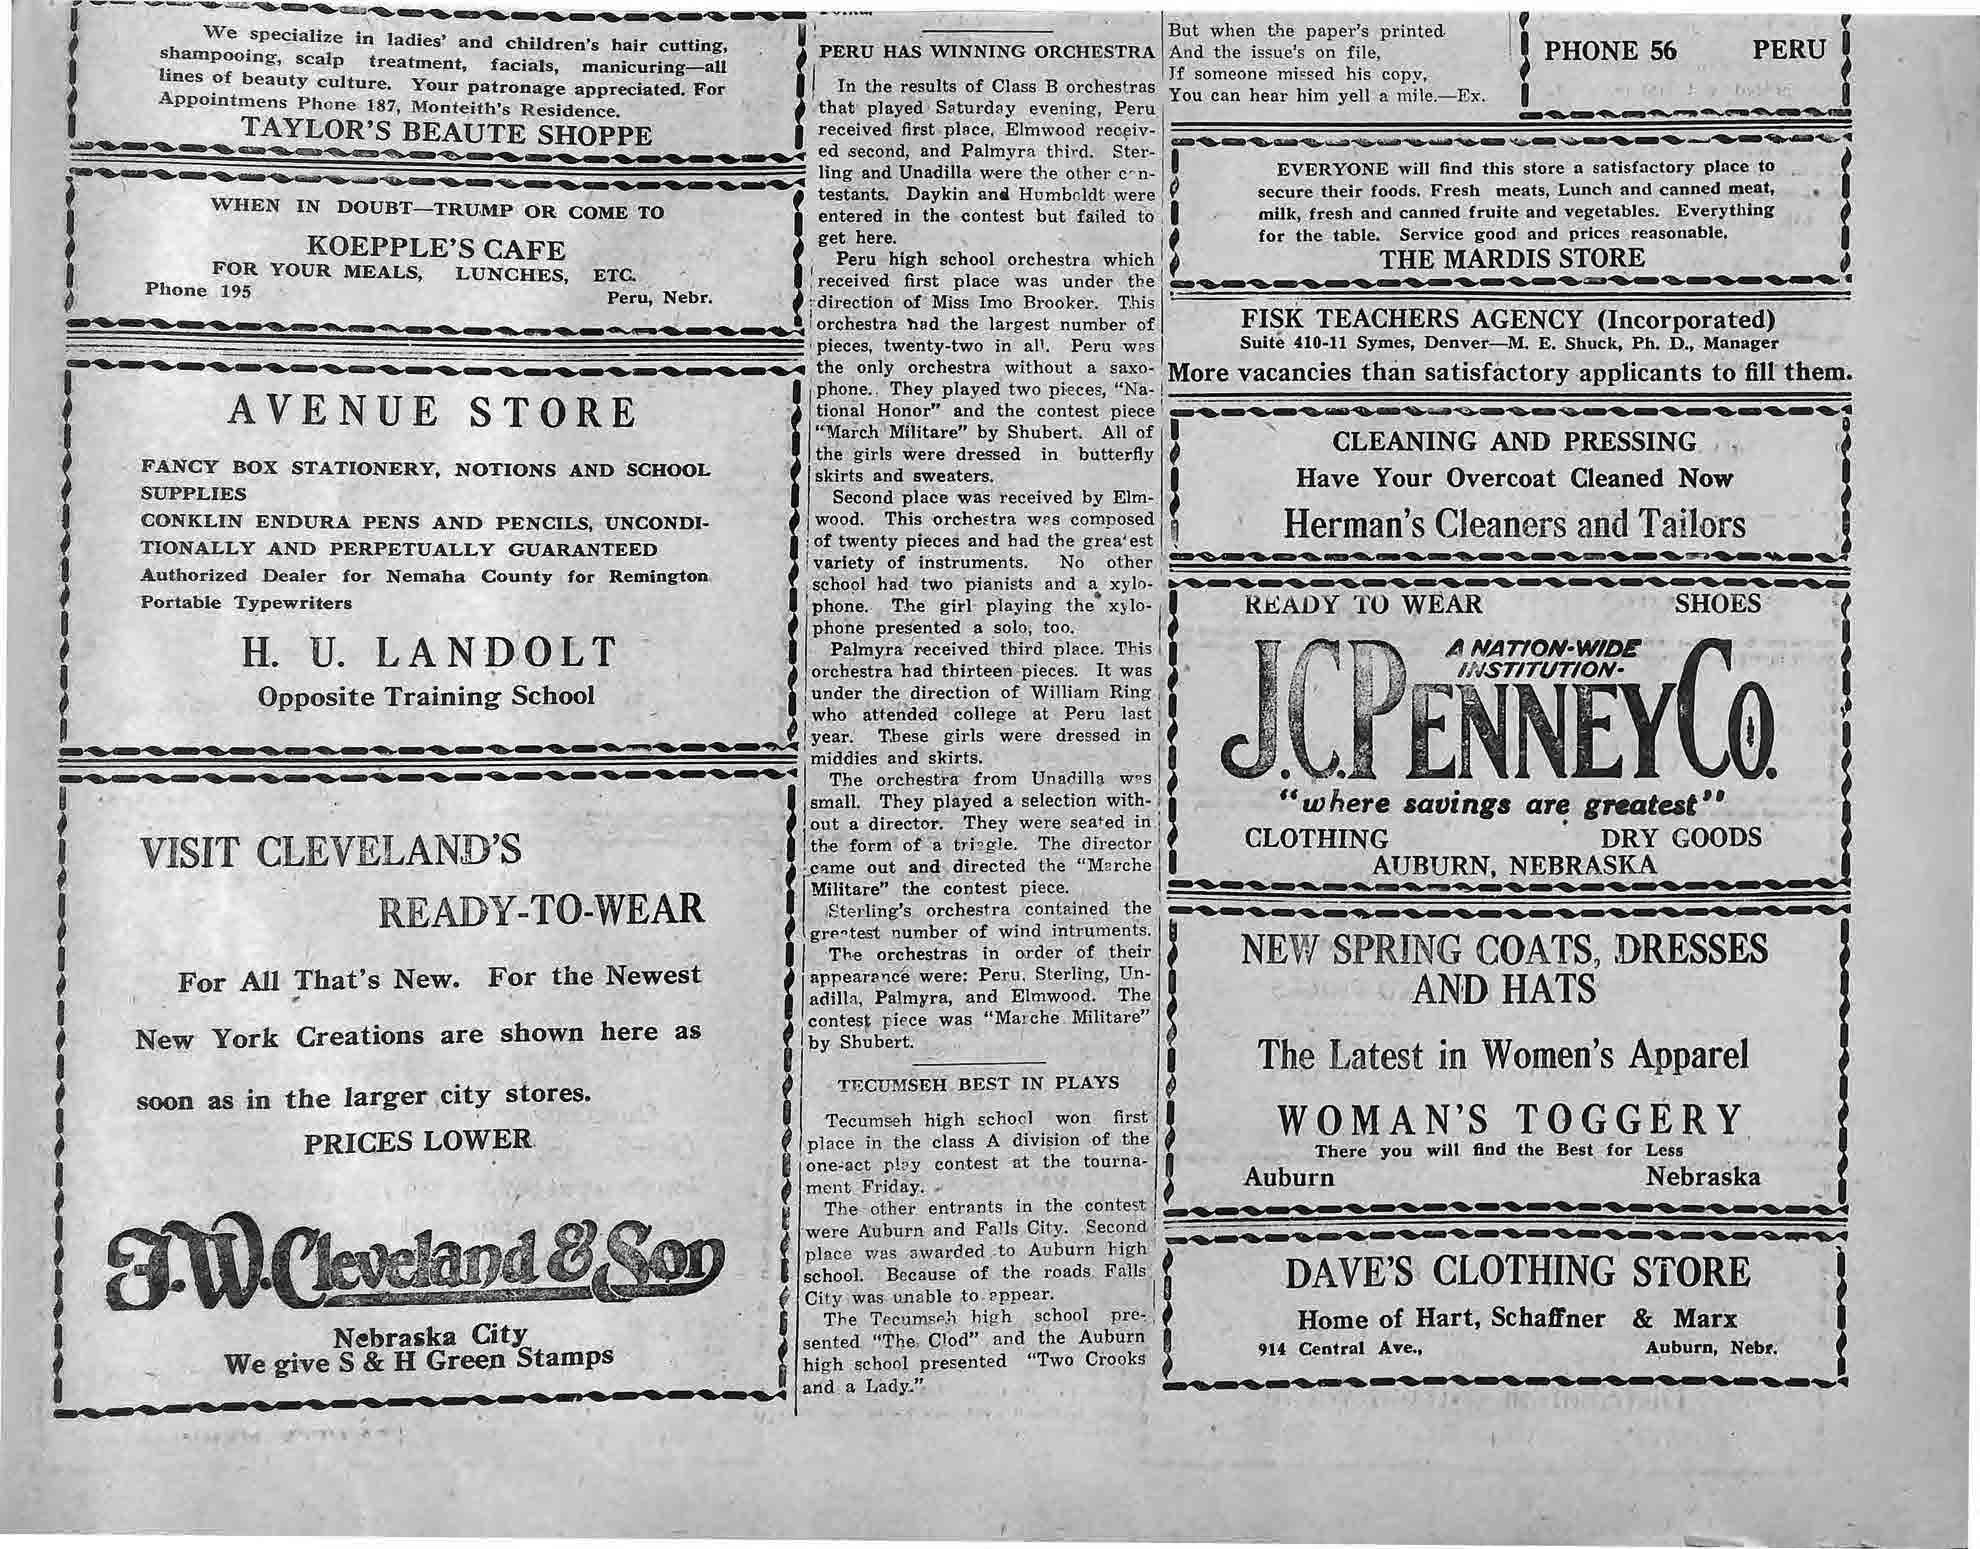 We specialize in ladies' and children's hair cutting,
shampooing, scalp treatment, facials, manicuring—all
lines of beauty culture. Your patronage appreciated. For
Appointmens Phone 187, Monteith's Residence.
TAYLOR'S BEAUTE SHOPPE
WHEN IN DOUBT—TRUMP OR COME TO
KOEPPLE'S CAFE
FOR YOUR MEALS, LUNCHES, ETC.
Phone 195
Peru, Nebr.
AVENUE STORE
FANCY BOX STATIONERY, NOTIONS AND SCHOOL
SUPPLIES
CONKLIN ENDURA PENS AND PENCILS, UNCONDI-
TIONALLY AND PERPETUALLY GUARANTEED
Authorized Dealer for Nemaha County for Remington
Portable Typewriters
H. U. LANDOLT
Opposite Training School
VISIT CLEVELAND'S
READY-TO-WEAR
For All That's New. For the Newest
New York Creations are shown here as
soon as in the larger city stores.
PRICES LOWER
F.W. Cleveland & Son
Nebraska City
We give S & H Green Stamps
PERU HAS WINNING ORCHESTRA
In the results of Class B orchestras
that played Saturday evening, Peru
received first place, Elmwood receiv-
ed second, and Palmyra third. Ster-
ling and Unadilla were the other con-
testants. Daykin and Humboldt were
entered in the contest but failed to
get here.
Peru high school orchestra which
received first place was under the
direction of Miss Imo Brooker. This
orchestra had the largest number of
pieces, twenty-two in all. Peru was
the only orchestra without a saxo-
phone. They played two pieces, "Na-
tional Honor" and the contest piece
"March Militare" by Shubert. All of
the girls were dressed in butterfly
skirts and sweaters.
Second place was received by Elm-
wood. This orchestra was composed
of twenty pieces and had the greatest
variety of instruments. No other
school had two pianists and a xylo-
phone. The girl playing the xylo-
phone presented a solo, too.
Palmyra received third place. This
orchestra had thirteen pieces. It was
under the direction of William Ring
who attended college at Peru last
year. These girls were dressed in
middies and skirts.
The orchestra from Unadilla was
small. They played a selection with-
out a director. They were seated in
the form of a triagle. The director
came out and directed the "Marche
Militare" the contest piece.
Sterling's orchestra contained the
greatest number of wind intruments.
The orchestras in order of their
appearance were: Peru, Sterling, Un-
adilla, Palmyra, and Elmwood. The
contest piece was "Marche Militare"
by Shubert.
TECUMSEH BEST IN PLAYS
Tecumseh high school won first
place in the class A division of the
one-act play contest at the tourna-
ment Friday.
The other entrants in the contest
were Auburn and Falls City. Second
place was awarded to Auburn high
school. Because of the roads Falls
City was unable to appear.
The Tecumseh high school pre-
sented "The Clod" and the Auburn
high school presented "Two Crooks
and a Lady."
But when the paper's printed
And the issue's on file,
If someone missed his copy,
You can hear him yell a mile.—Ex.
PHONE 56 PERU
EVERYONE will find this store a satisfactory place to
secure their foods. Fresh meats, Lunch and canned meat,
milk, fresh and canned fruite and vegetables. Everything
for the table. Service good and prices reasonable.
THE MARDIS STORE
FISK TEACHERS AGENCY (Incorporated)
Suite 410-11 Symes, Denver—M. E. Shuck, Ph. D., Manager
More vacancies than satisfactory applicants to fill them.
CLEANING AND PRESSING
Have Your Overcoat Cleaned Now
Herman's Cleaners and Tailors
READY TO WEAR SHOES
A NATION-WIDE
INSTITUTION-
J.C.PENNEY CO.
"where savings are greatest"
CLOTHING DRY GOODS
AUBURN, NEBRASKA
NEW SPRING COATS, DRESSES
AND HATS
The Latest in Women's Apparel
WOMAN'S TOGGERY
There you will find the Best for Less
Auburn Nebraska
DAVE'S CLOTHING STORE
Home of Hart, Schaffner & Marx
914 Central Ave., Auburn, Nebr.